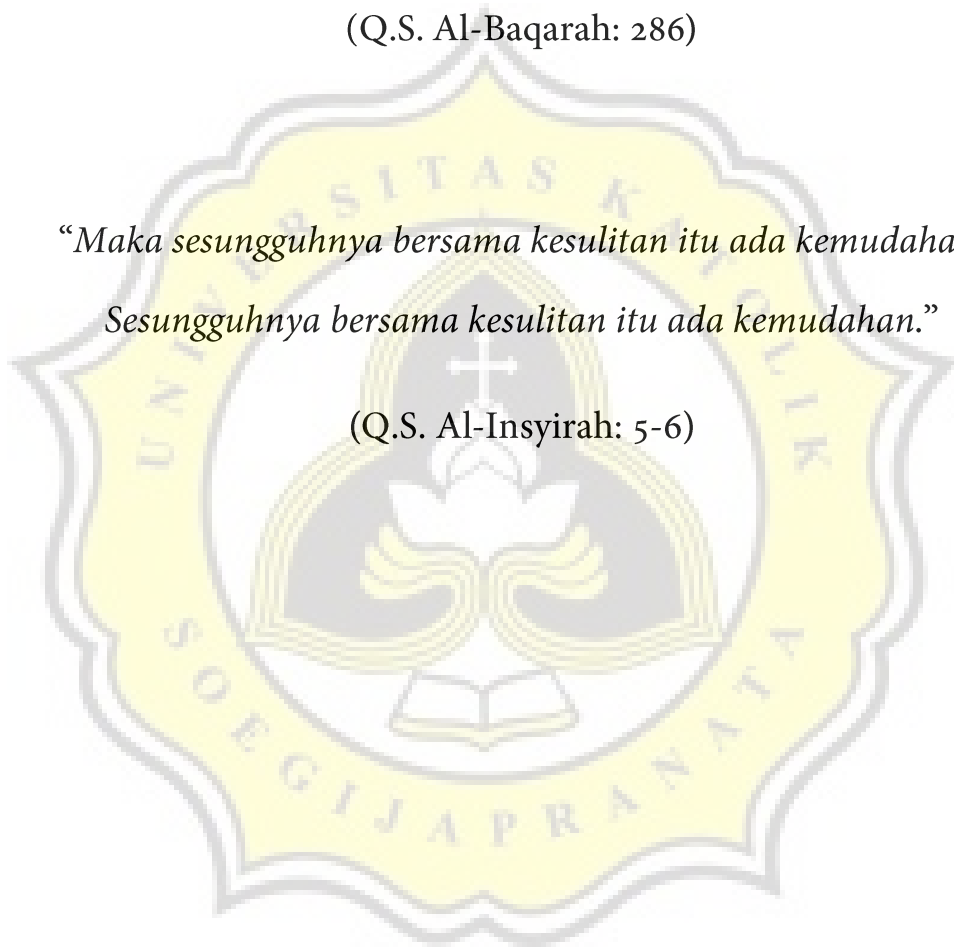 (Q.S. Al-Baqarah: 286)
“Maka sesungguhnya bersama kesulitan itu ada kemudaha
Sesungguhnya bersama kesulitan itu ada kemudahan.”
(Q.S. Al-Insyirah: 5-6)
UNIVERSITAS KATOLIK
SOEGIJAPRANATA